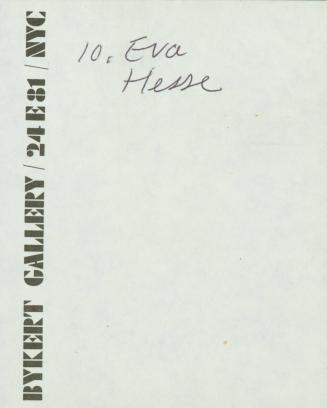 10. Eva
Hesse
BYKERT GALLERY / 24 E 81 / NYC